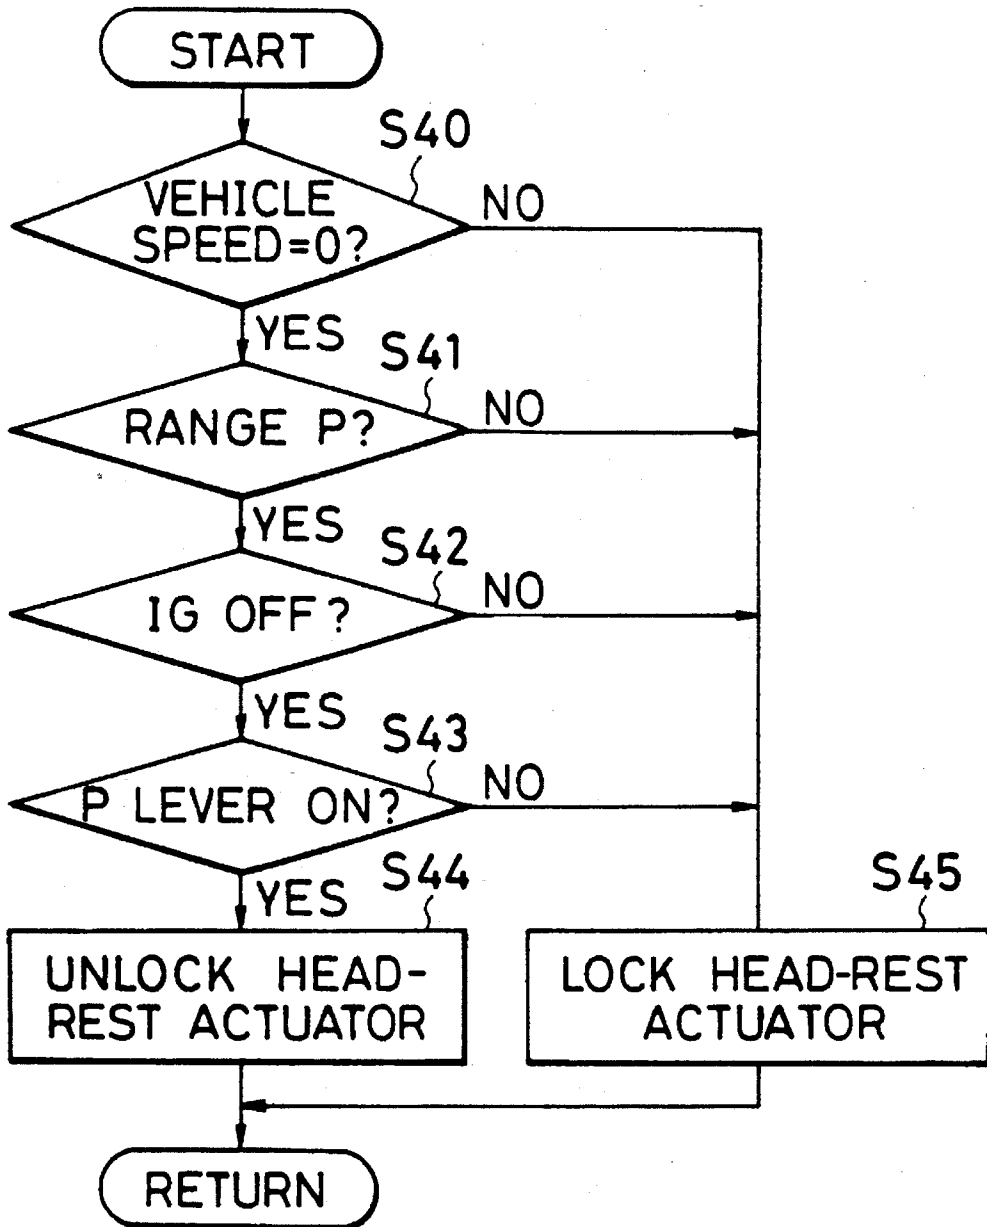 START
S40
VEHICLE
SPEED=0?
NO
YES
S41
RANGE P?
NO
YES
S42
IG OFF?
NO
YES
S43
P LEVER ON?
NO
YES
S44
UNLOCK HEAD-
REST ACTUATOR
S45
LOCK HEAD-REST
ACTUATOR
RETURN